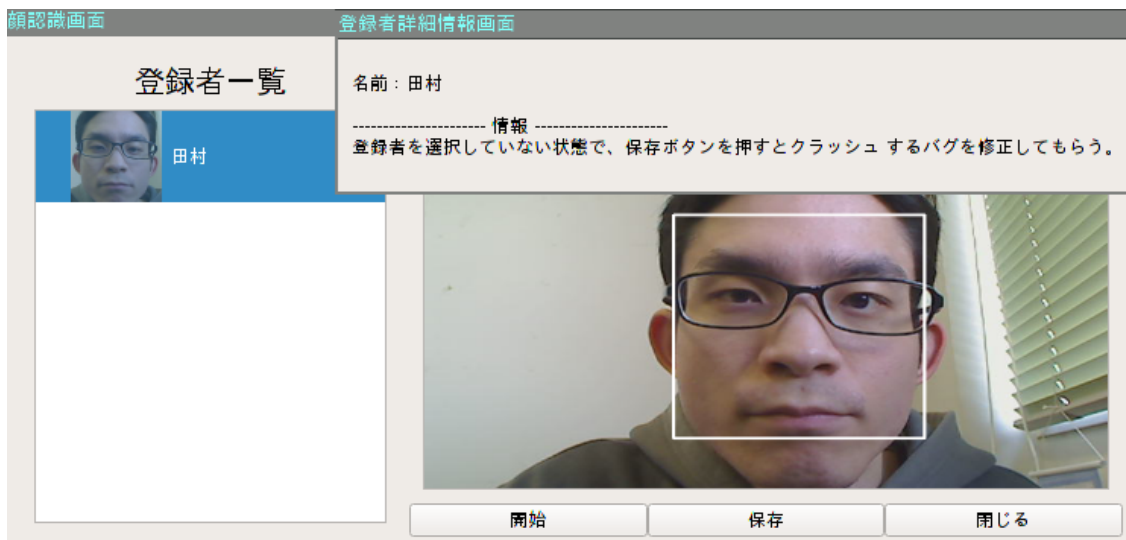 顔認識画面
登録者一覧
田村
登録者詳細情報画面
名前：田村
---------------------- 情報 ----------------------
登録者を選択していない状態で、保存ボタンを押すとクラッシュ するバグを修正してもらう。
開始
保存
閉じる